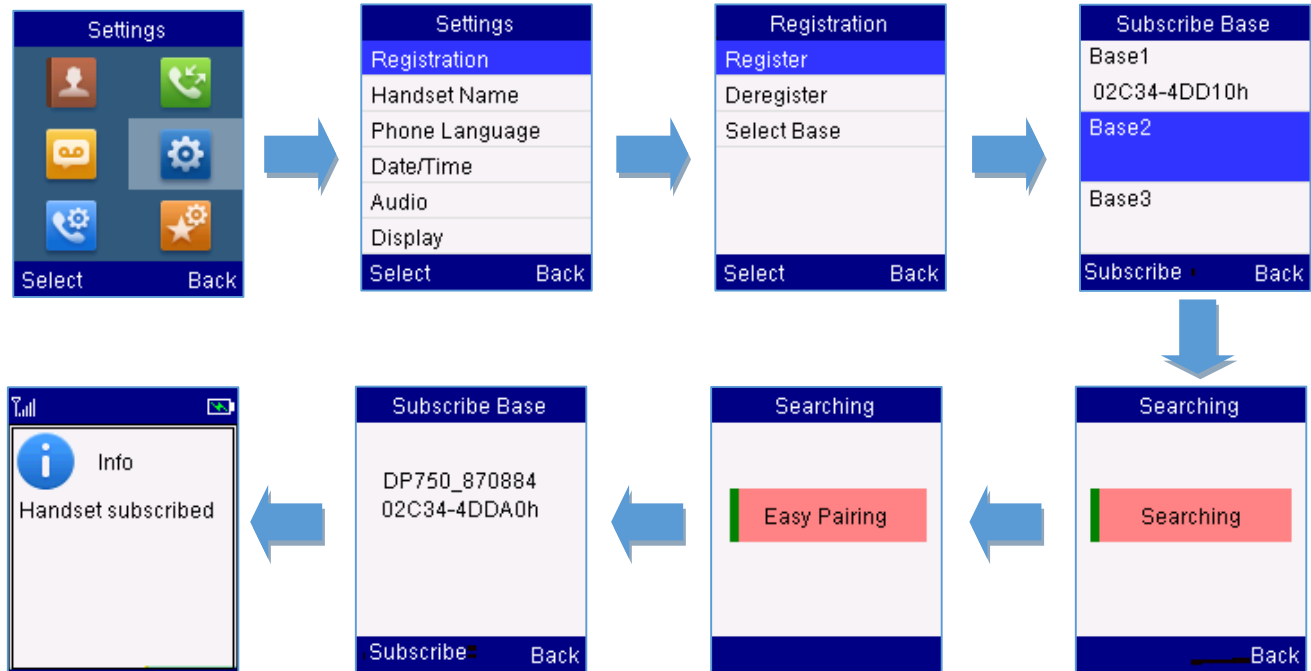 Settings
Select Back
Settings
Registration
Handset Name
Phone Language
Date/Time
Audio
Display
Select Back
Registration
Register
Deregister
Select Base
Select Back
Subscribe Base
Base1
02C34-4DD10h
Base2
Base3
Subscribe Back
Searching
Searching
Back
Searching
Easy Pairing
Subscribe Base
DP750_870884
02C34-4DDA0h
Subscribe Back
Info
Handset subscribed